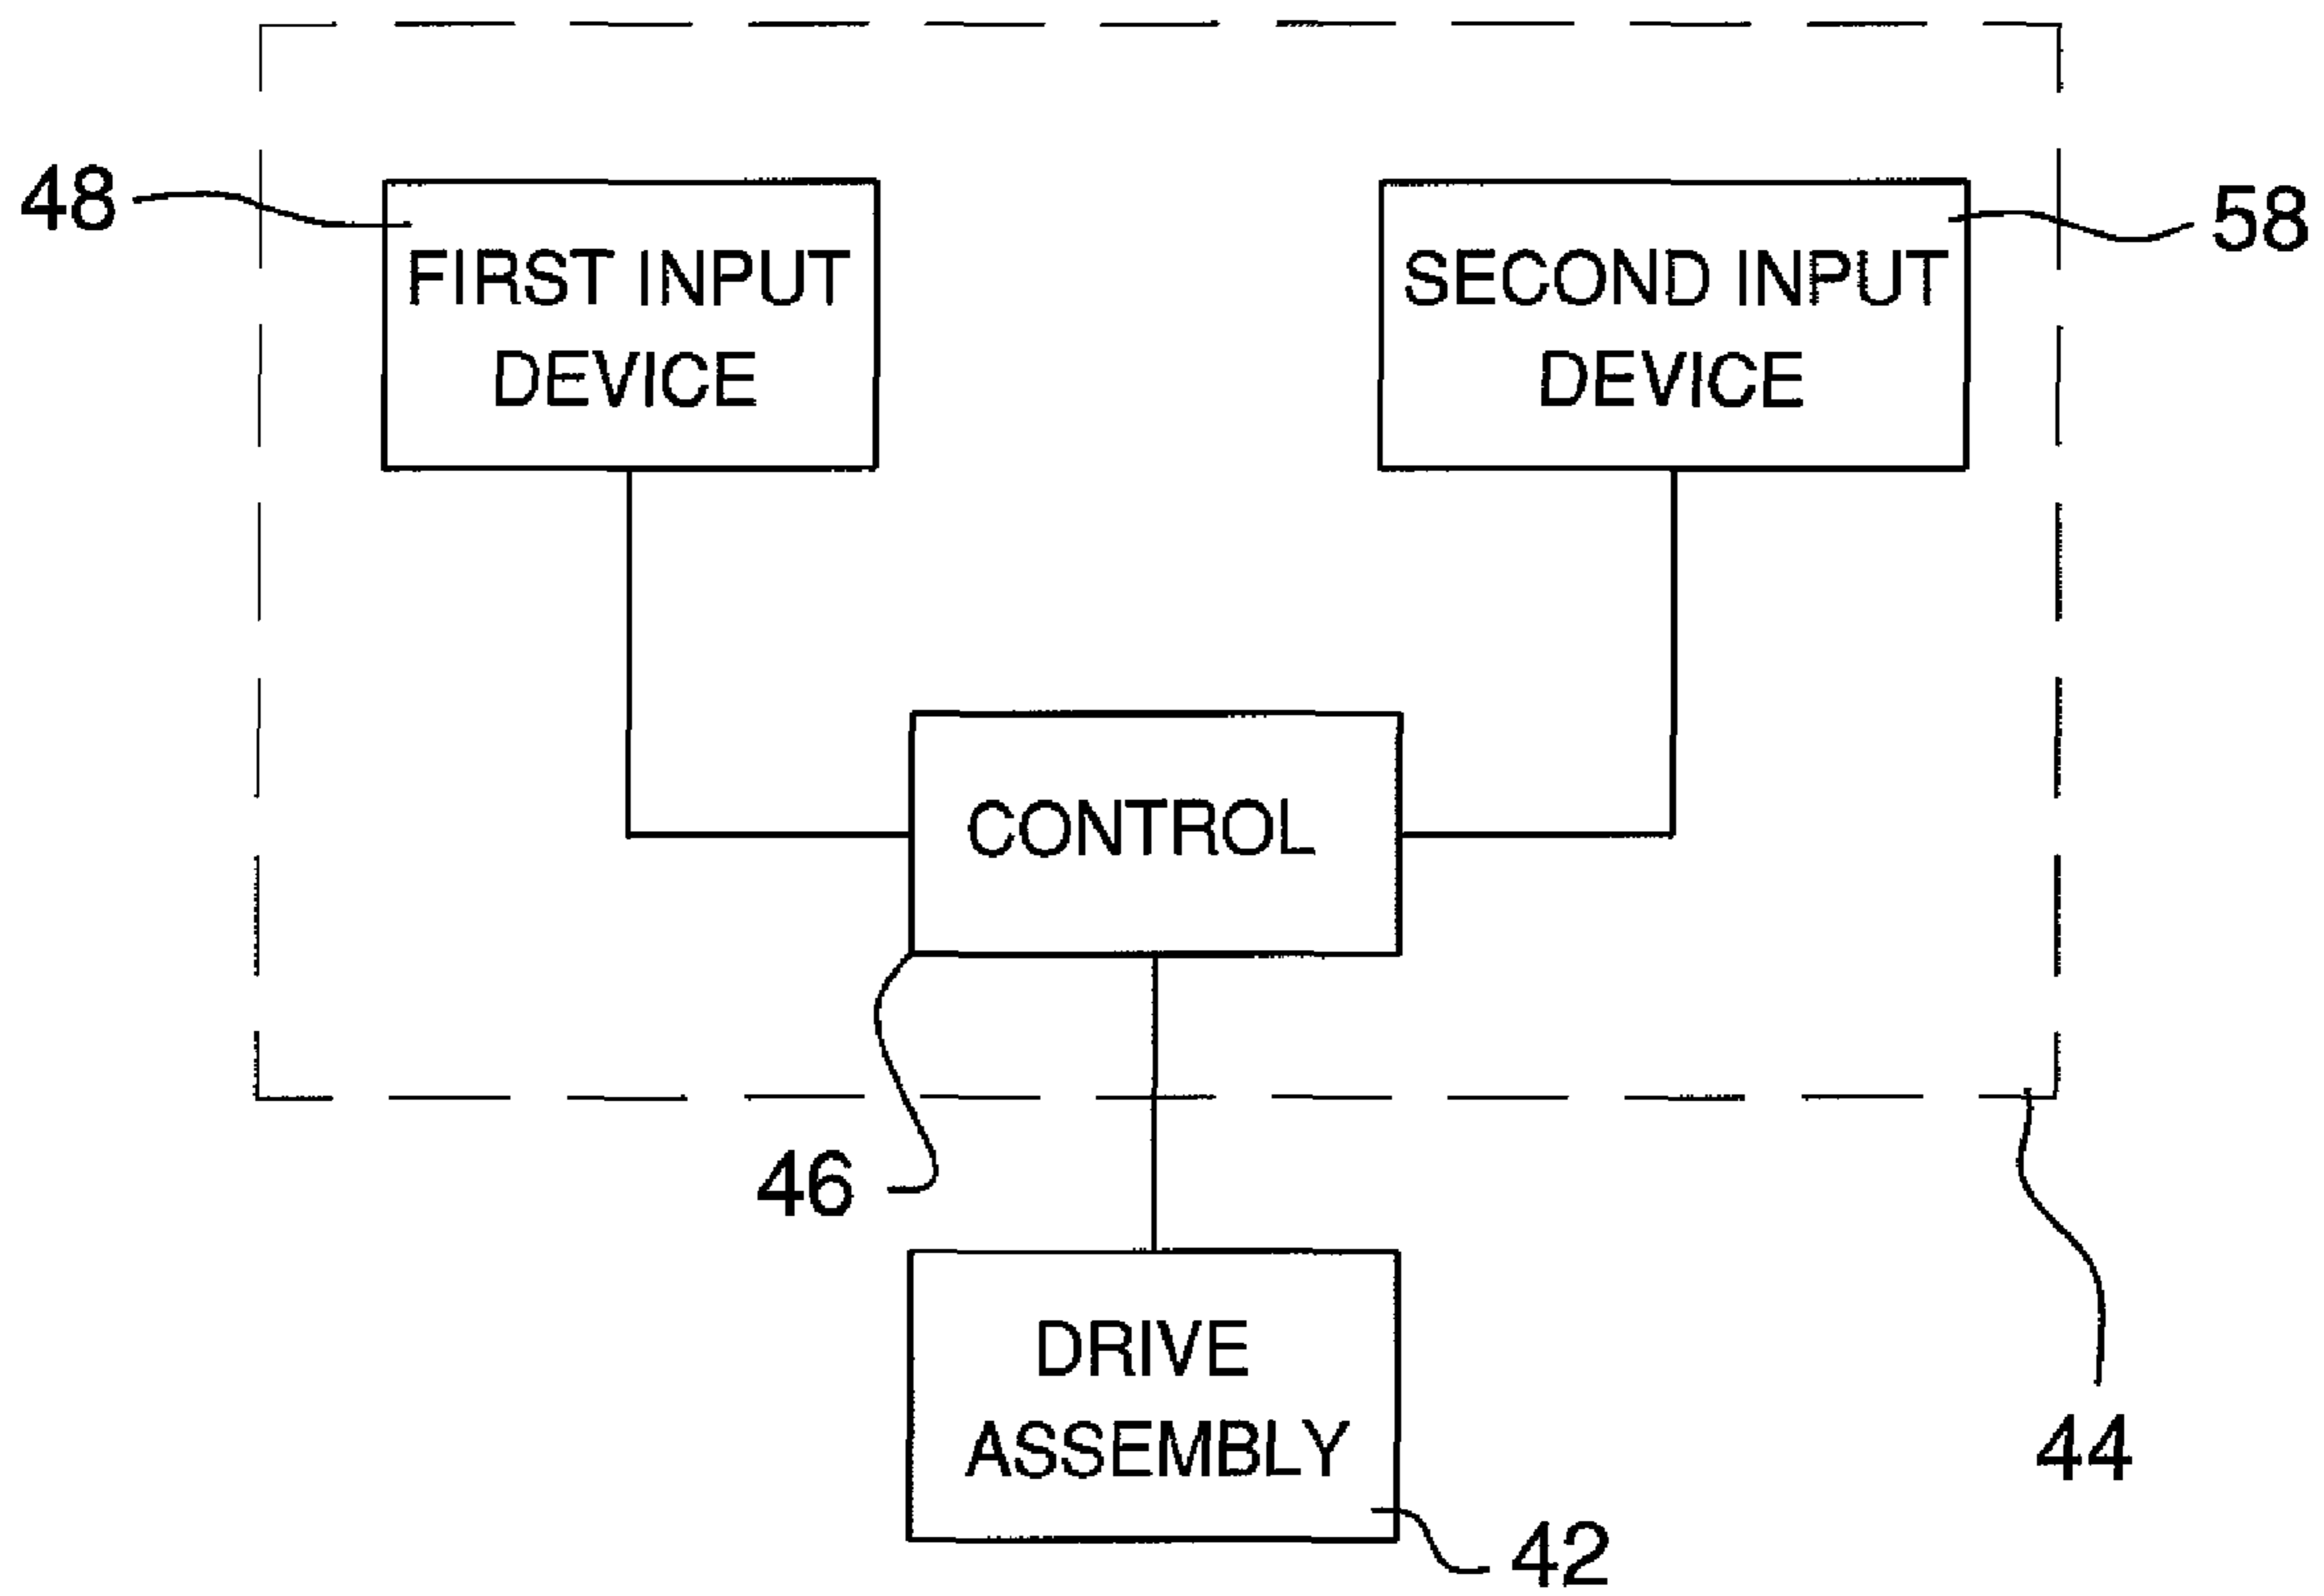 48
FIRST INPUT
DEVICE
SECOND INPUT
DEVICE
58
CONTROL
46
DRIVE
ASSEMBLY
44
42